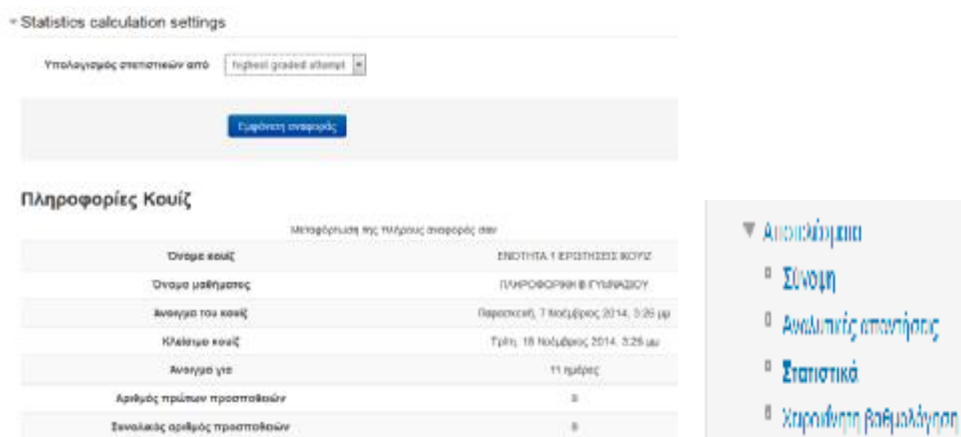 Statistics calculation settings
Υπολογισμός στατιστικών από highest graded attempt
Εμφάνιση αναφοράς
Πληροφορίες Κουίζ
Μεταφόρτωση της πλήρους αναφοράς σαν
Όνομα κουίζ ΕΝΟΤΗΤΑ 1 ΕΡΩΤΗΣΕΙΣ ΚΟΥΙΖ
Όνομα μαθήματος ΠΛΗΡΟΦΟΡΙΚΗ Β ΓΥΜΝΑΣΙΟΥ
Άνοιγμα του κουίζ Παρασκευή, 7 Νοέμβριος 2014, 3:26 μμ
Κλείσιμο κουίζ Τρίτη, 18 Νοέμβριος 2014, 3:26 μμ
Άνοιγμα για 11 ημέρες
Αριθμός πρώτων προσπαθειών
Συνολικός αριθμός προσπαθειών
Αποτελέσματα
Σύνοψη
Αναλυτικές απαντήσεις
Στατιστικά
Χειροκίνητη βαθμολόγηση